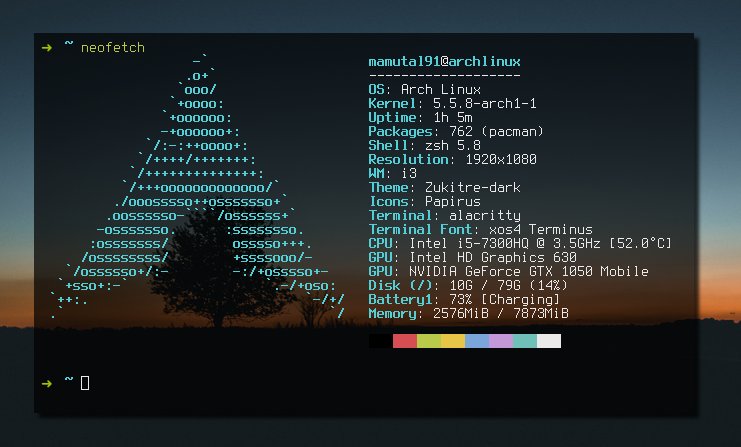 ➜ ~ neofetch
-`
.o+`
`ooo/
`+oooo:
`+oooooo:
-+oooooo+:
`/:-:++oooo+:
`/++++/+++++++:
`/++++++++++++++:
`/+++ooooooooooooo/`
./ooosssso++osssssso+`
.oossssso-````/ossssss+`
-osssssso. :ssssssso.
:osssssss/ osssso+++.
/ossssssss/ +ssssooo/-
`/ossssso+/:- -:/+osssso+-
`+sso+:-` `.-/+oso:
`++:. `-/+/
.` `/
mamutal91@archlinux
-------------------
OS: Arch Linux
Kernel: 5.5.8-arch1-1
Uptime: 1h 5m
Packages: 762 (pacman)
Shell: zsh 5.8
Resolution: 1920x1080
WM: i3
Theme: Zukitre-dark
Icons: Papirus
Terminal: alacritty
Terminal Font: xos4 Terminus
CPU: Intel i5-7300HQ @ 3.5GHz [52.0°C]
GPU: Intel HD Graphics 630
GPU: NVIDIA GeForce GTX 1050 Mobile
Disk (/): 10G / 79G (14%)
Battery1: 73% [Charging]
Memory: 2576MiB / 7873MiB
➜ ~